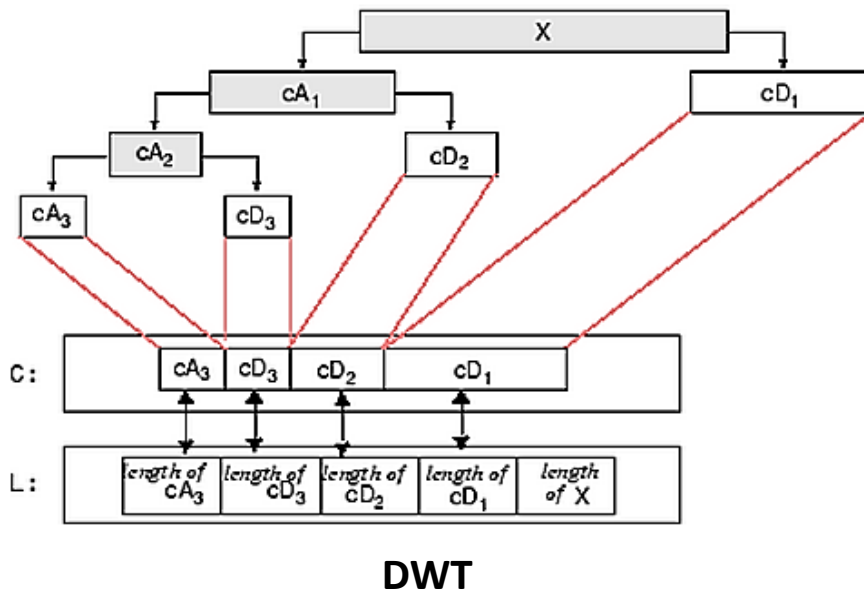 X
cA₁
cD₁
cA₂
cD₂
cA₃
cD₃
C:
cA₃ cD₃ cD₂ cD₁
L:
length of cA₃
length of cD₃
length of cD₂
length of cD₁
length of X
DWT